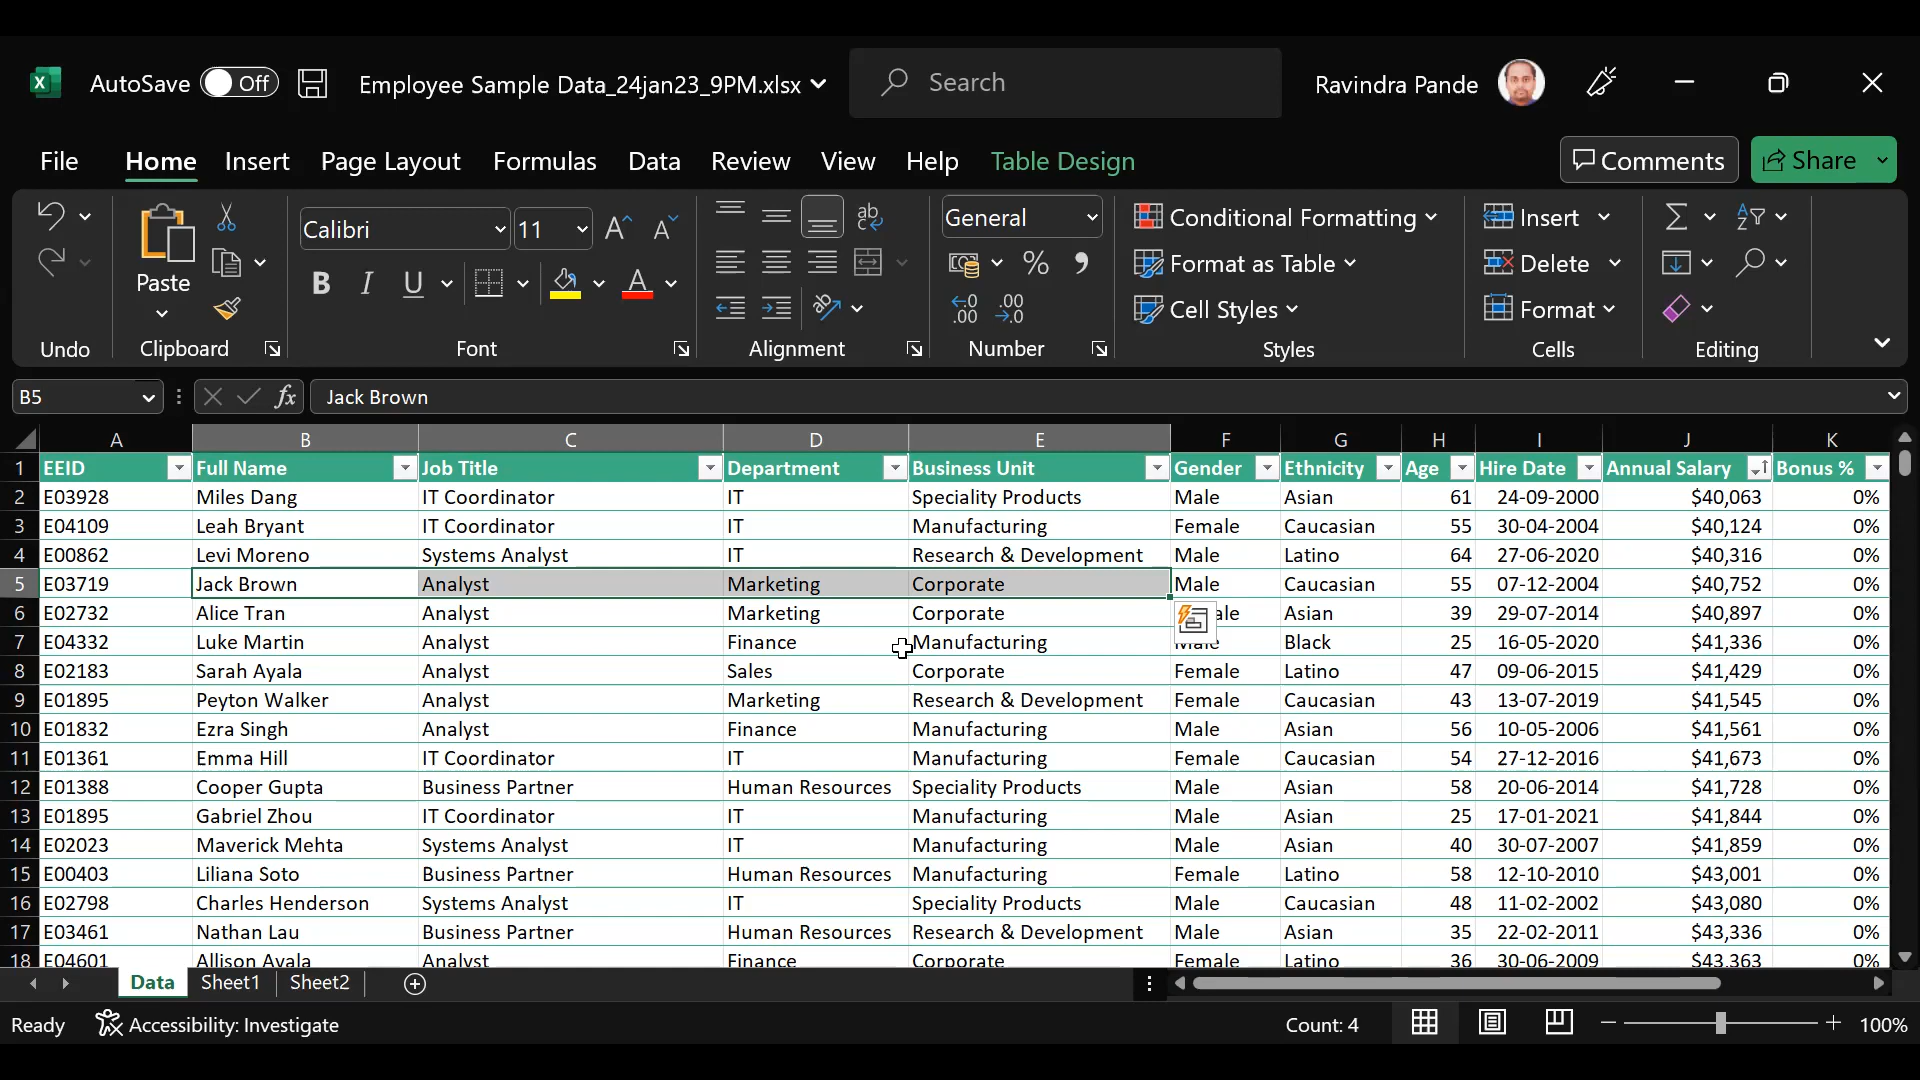 AutoSave Off Employee Sample Data_24jan23_9PM.xlsx Search Ravindra Pande
File Home Insert Page Layout Formulas Data Review View Help Table Design Comments Share
Paste Calibri 11 General Conditional Formatting Insert
B I U A % Format as Table Delete
Cell Styles Format
Undo Clipboard Font Alignment Number Styles Cells Editing
B5 fx Jack Brown
A B C D E F G H I J K
1 EEID Full Name Job Title Department Business Unit Gender Ethnicity Age Hire Date Annual Salary Bonus %
2 E03928 Miles Dang IT Coordinator IT Speciality Products Male Asian 61 24-09-2000 $40,063 0%
3 E04109 Leah Bryant IT Coordinator IT Manufacturing Female Caucasian 55 30-04-2004 $40,124 0%
4 E00862 Levi Moreno Systems Analyst IT Research & Development Male Latino 64 27-06-2020 $40,316 0%
5 E03719 Jack Brown Analyst Marketing Corporate Male Caucasian 55 07-12-2004 $40,752 0%
6 E02732 Alice Tran Analyst Marketing Corporate ale Asian 39 29-07-2014 $40,897 0%
7 E04332 Luke Martin Analyst Finance Manufacturing Male Black 25 16-05-2020 $41,336 0%
8 E02183 Sarah Ayala Analyst Sales Corporate Female Latino 47 09-06-2015 $41,429 0%
9 E01895 Peyton Walker Analyst Marketing Research & Development Female Caucasian 43 13-07-2019 $41,545 0%
10 E01832 Ezra Singh Analyst Finance Manufacturing Male Asian 56 10-05-2006 $41,561 0%
11 E01361 Emma Hill IT Coordinator IT Manufacturing Female Caucasian 54 27-12-2016 $41,673 0%
12 E01388 Cooper Gupta Business Partner Human Resources Speciality Products Male Asian 58 20-06-2014 $41,728 0%
13 E01895 Gabriel Zhou IT Coordinator IT Manufacturing Male Asian 25 17-01-2021 $41,844 0%
14 E02023 Maverick Mehta Systems Analyst IT Manufacturing Male Asian 40 30-07-2007 $41,859 0%
15 E00403 Liliana Soto Business Partner Human Resources Manufacturing Female Latino 58 12-10-2010 $43,001 0%
16 E02798 Charles Henderson Systems Analyst IT Speciality Products Male Caucasian 48 11-02-2002 $43,080 0%
17 E03461 Nathan Lau Business Partner Human Resources Research & Development Male Asian 35 22-02-2011 $43,336 0%
18 E04601 Allison Ayala Analyst Finance Corporate Female Latino 36 30-06-2009 $43,363 0%
Data Sheet1 Sheet2
Ready Accessibility: Investigate Count: 4 100%